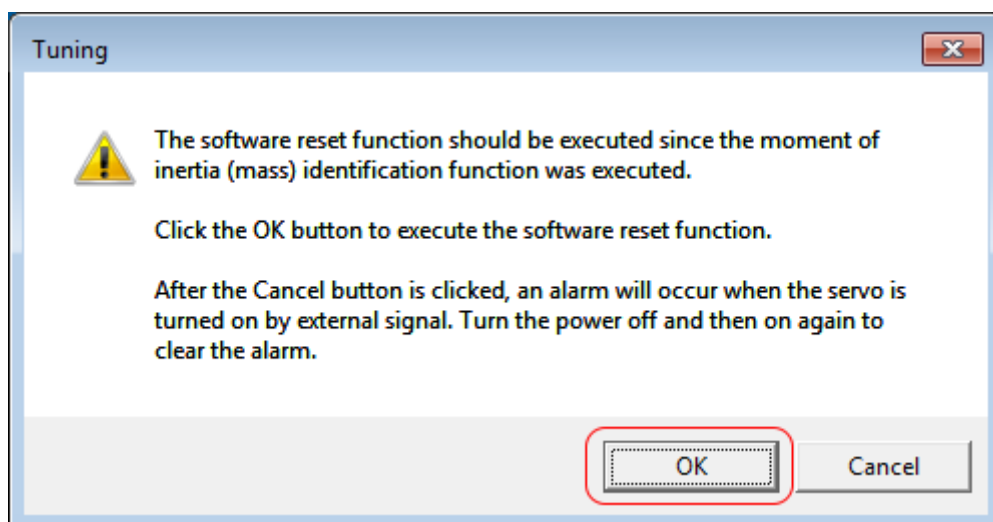 Tuning
The software reset function should be executed since the moment of
inertia (mass) identification function was executed.
Click the OK button to execute the software reset function.
After the Cancel button is clicked, an alarm will occur when the servo is
turned on by external signal. Turn the power off and then on again to
clear the alarm.
OK
Cancel